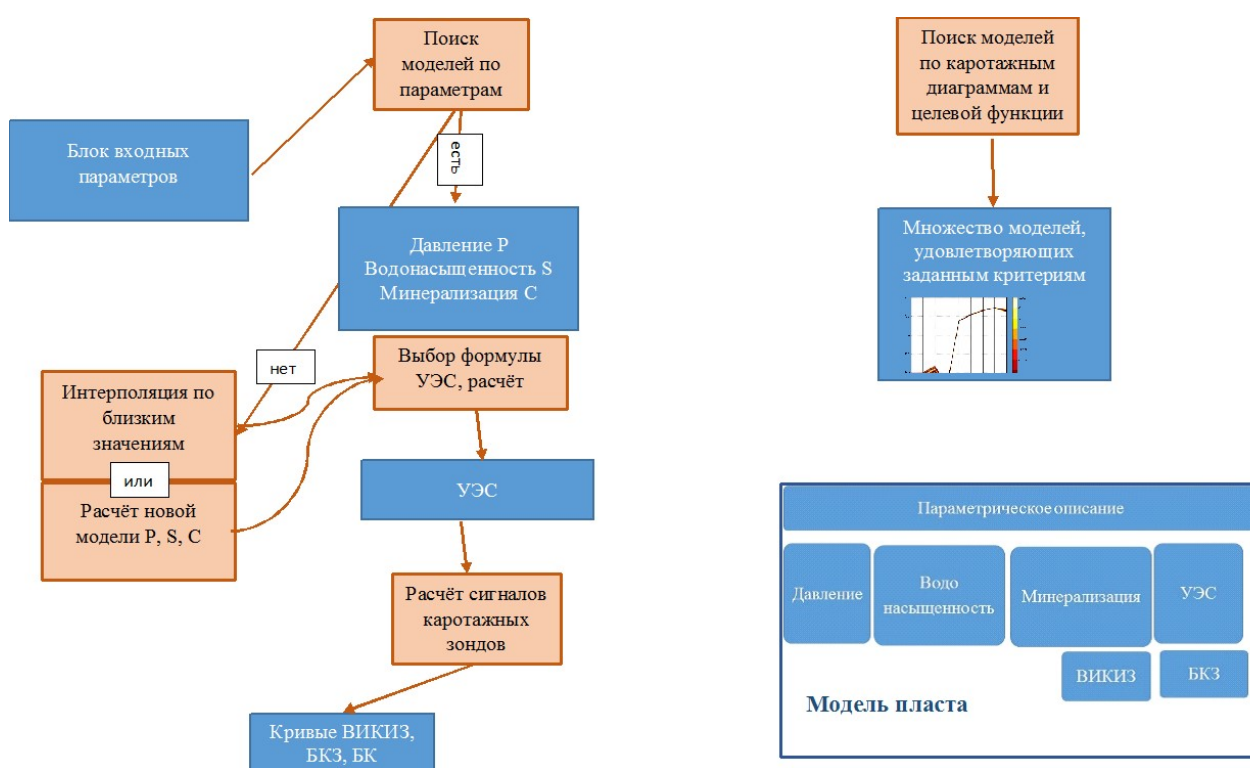 Поиск
моделей по
параметрам
Блок входных
параметров
есть
Давление P
Водонасыщенность S
Минерализация C
нет
Выбор формулы
УЭС, расчёт
Интерполяция по
близким
значениям
или
Расчёт новой
модели P, S, C
УЭС
Расчёт сигналов
каротажных
зондов
Кривые ВИКИЗ,
БКЗ, БК
Поиск моделей
по каротажным
диаграммам и
целевой функции
Множество моделей,
удовлетворяющих
заданным критериям
Параметрическое описание
Давление
Водо
насыщенность
Минерализация
УЭС
ВИКИЗ
БКЗ
Модель пласта